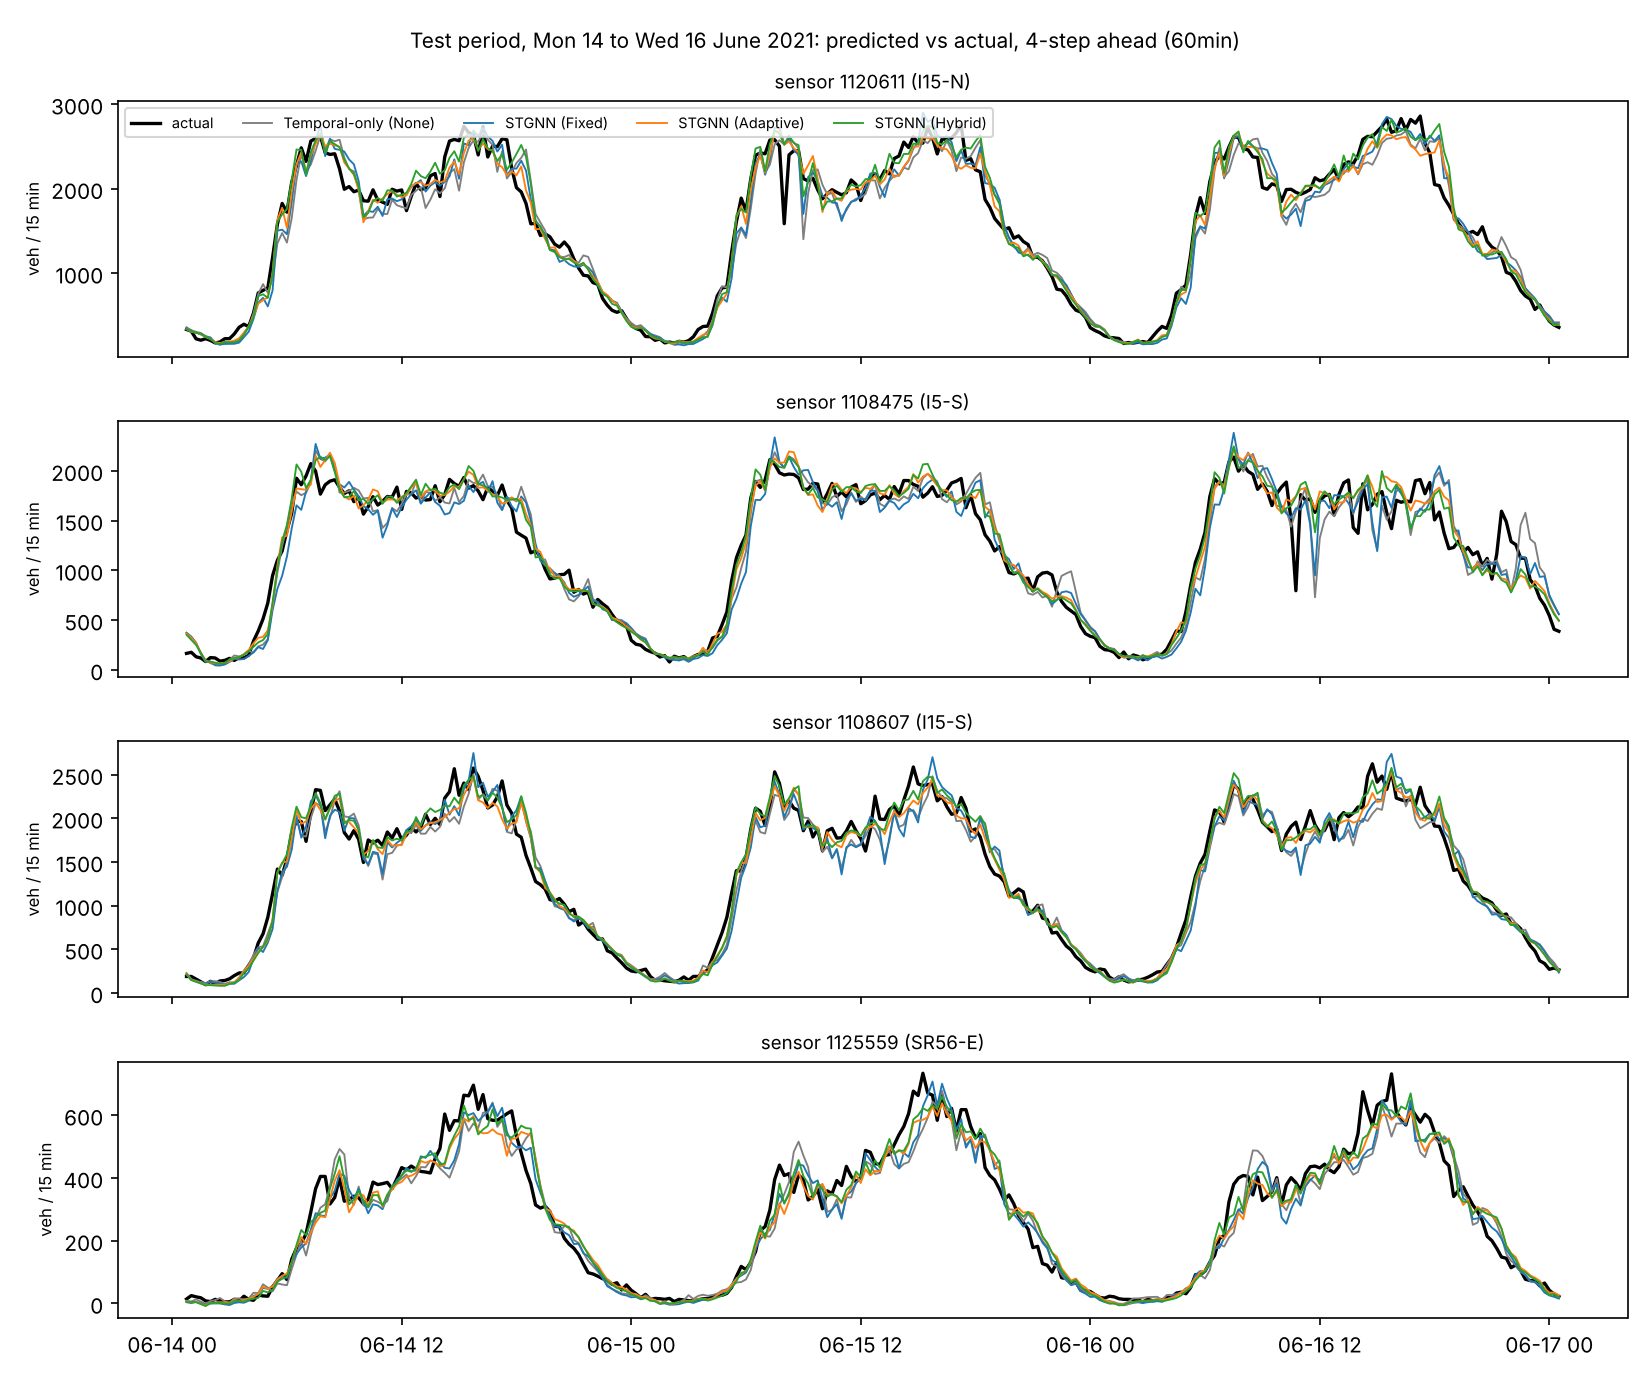 Test period, Mon 14 to Wed 16 June 2021: predicted vs actual, 4-step ahead (60min)
sensor 1120611 (I15-N)
actual
Temporal-only (None)
STGNN (Fixed)
STGNN (Adaptive)
STGNN (Hybrid)
veh / 15 min
3000
2000
1000
sensor 1108475 (I5-S)
veh / 15 min
2000
1500
1000
500
0
sensor 1108607 (I15-S)
veh / 15 min
2500
2000
1500
1000
500
0
sensor 1125559 (SR56-E)
veh / 15 min
600
400
200
0
06-14 00
06-14 12
06-15 00
06-15 12
06-16 00
06-16 12
06-17 00